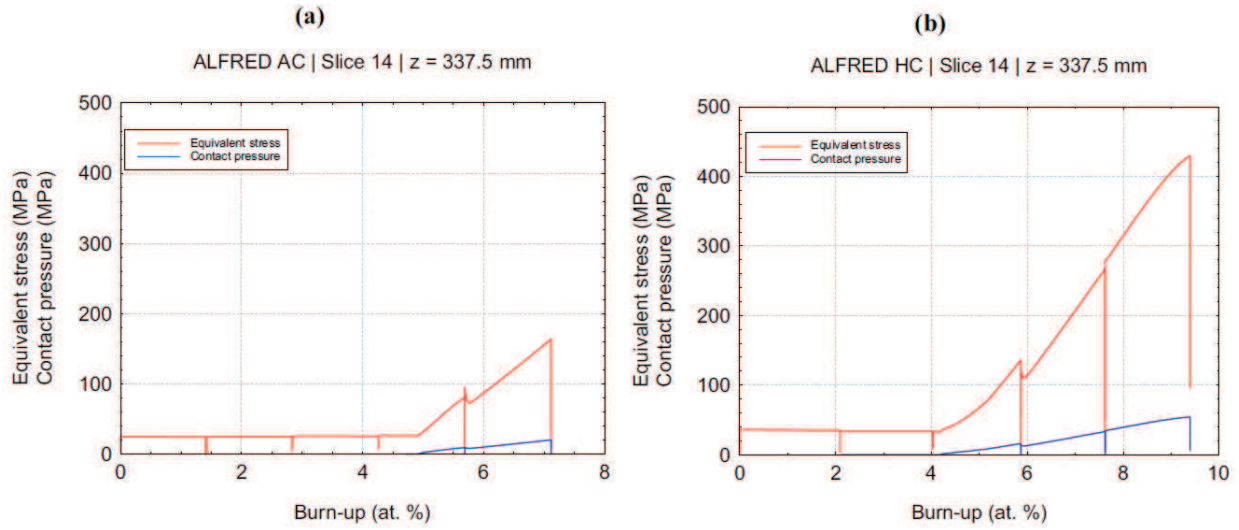 (a)
ALFRED AC | Slice 14 | z = 337.5 mm
Equivalent stress (MPa)
Contact pressure (MPa)
500
400
300
200
100
0
Equivalent stress
Contact pressure
0 2 4 6 8
Burn-up (at. %)
(b)
ALFRED HC | Slice 14 | z = 337.5 mm
Equivalent stress (MPa)
Contact pressure (MPa)
500
400
300
200
100
0
Equivalent stress
Contact pressure
0 2 4 6 8 10
Burn-up (at. %)